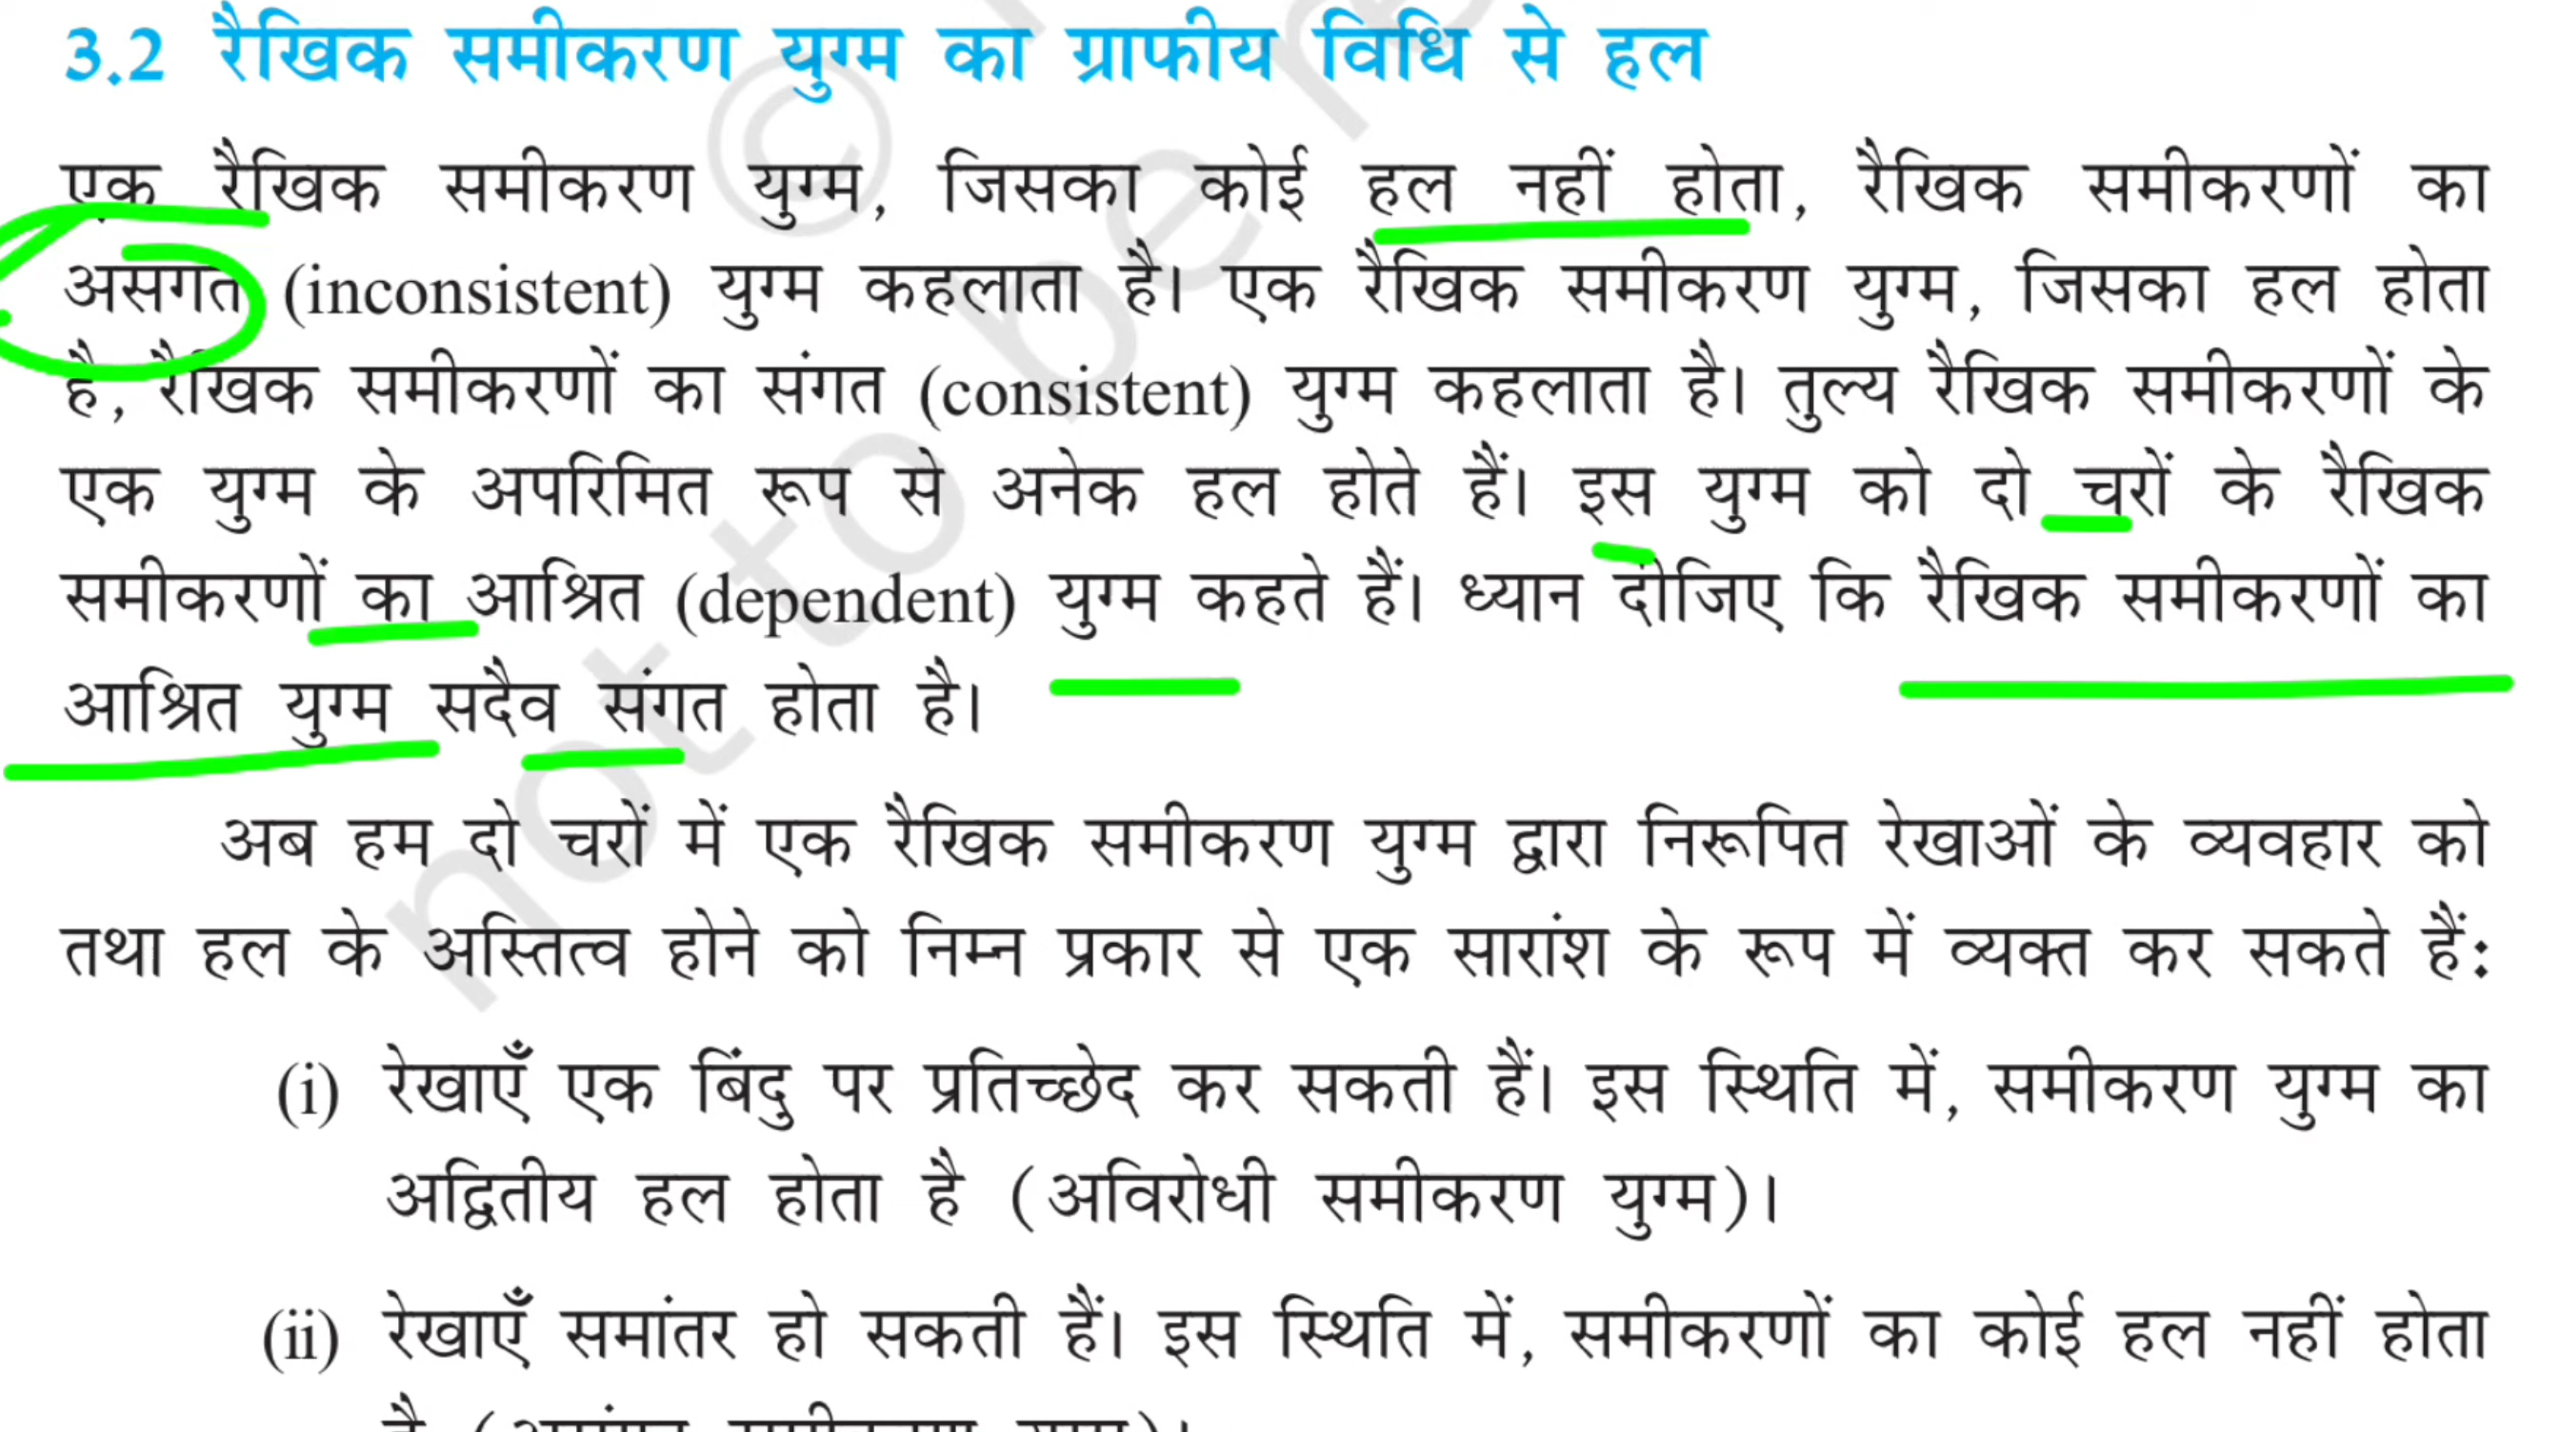 3.2 रैखिक समीकरण युग्म का ग्राफीय विधि से हल
एक रैखिक समीकरण युग्म, जिसका कोई हल नहीं होता, रैखिक समीकरणों का
असंगत (inconsistent) युग्म कहलाता है। एक रैखिक समीकरण युग्म, जिसका हल होता
है, रैखिक समीकरणों का संगत (consistent) युग्म कहलाता है। तुल्य रैखिक समीकरणों के
एक युग्म के अपरिमित रूप से अनेक हल होते हैं। इस युग्म को दो चरों के रैखिक
समीकरणों का आश्रित (dependent) युग्म कहते हैं। ध्यान दीजिए कि रैखिक समीकरणों का
आश्रित युग्म सदैव संगत होता है।
अब हम दो चरों में एक रैखिक समीकरण युग्म द्वारा निरूपित रेखाओं के व्यवहार को
तथा हल के अस्तित्व होने को निम्न प्रकार से एक सारांश के रूप में व्यक्त कर सकते हैं:
(i) रेखाएँ एक बिंदु पर प्रतिच्छेद कर सकती हैं। इस स्थिति में, समीकरण युग्म का
अद्वितीय हल होता है (अविरोधी समीकरण युग्म)।
(ii) रेखाएँ समांतर हो सकती हैं। इस स्थिति में, समीकरणों का कोई हल नहीं होता
© not to be